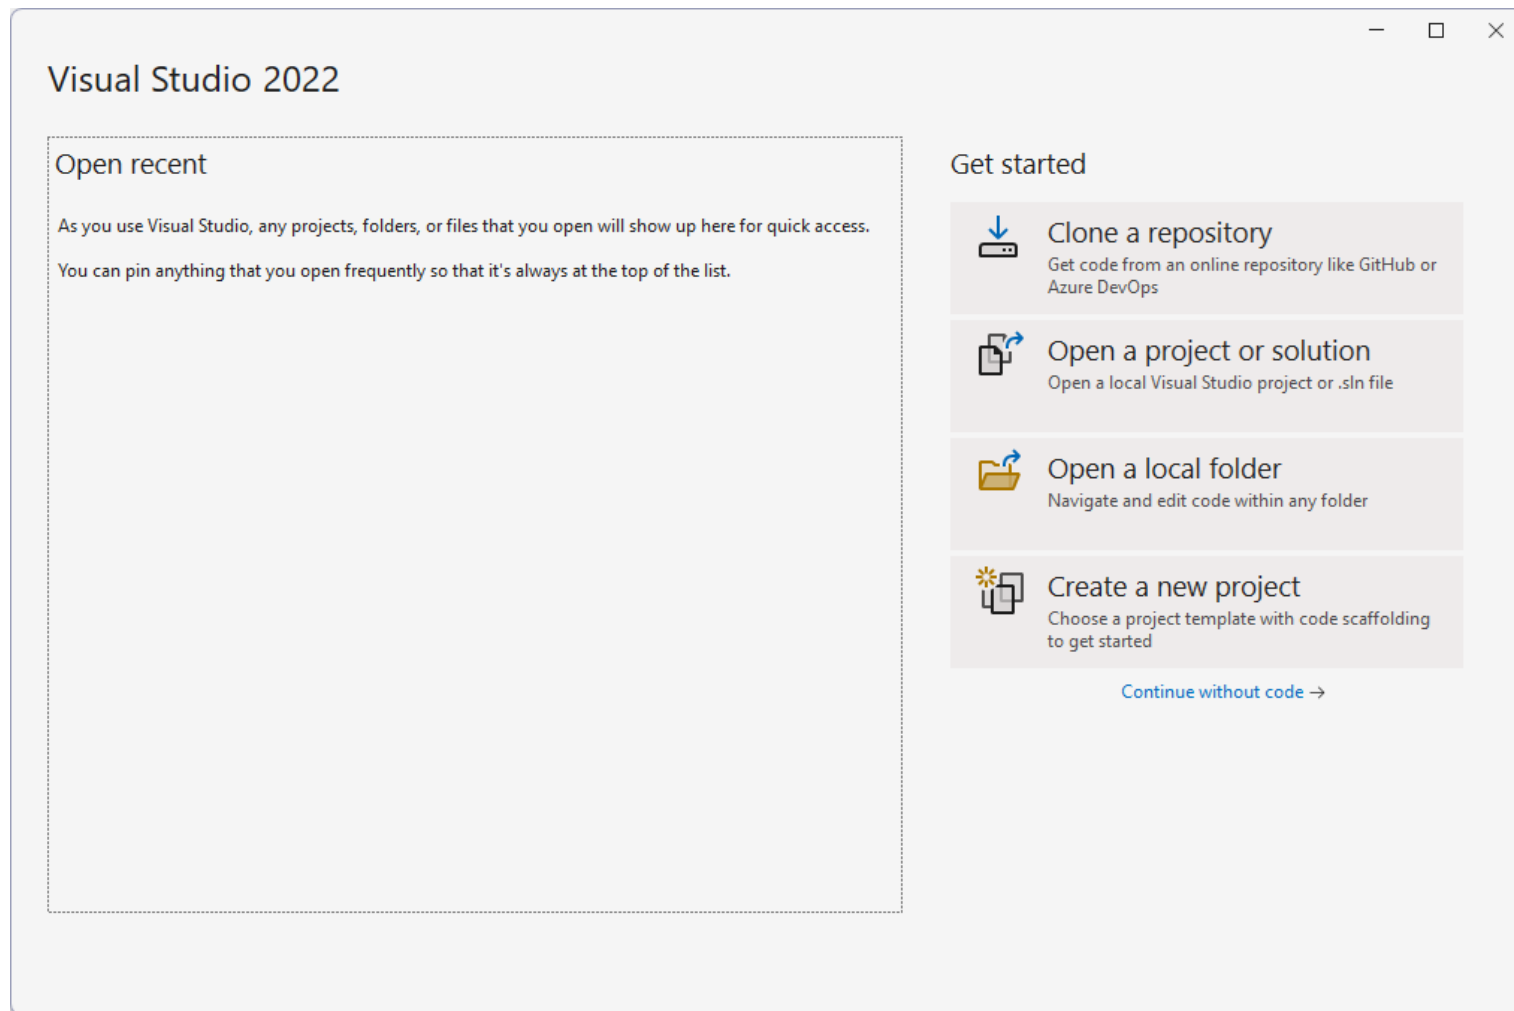 Visual Studio 2022
Open recent
As you use Visual Studio, any projects, folders, or files that you open will show up here for quick access.
You can pin anything that you open frequently so that it's always at the top of the list.
Get started
Clone a repository
Get code from an online repository like GitHub or
Azure DevOps
Open a project or solution
Open a local Visual Studio project or .sln file
Open a local folder
Navigate and edit code within any folder
Create a new project
Choose a project template with code scaffolding
to get started
Continue without code →